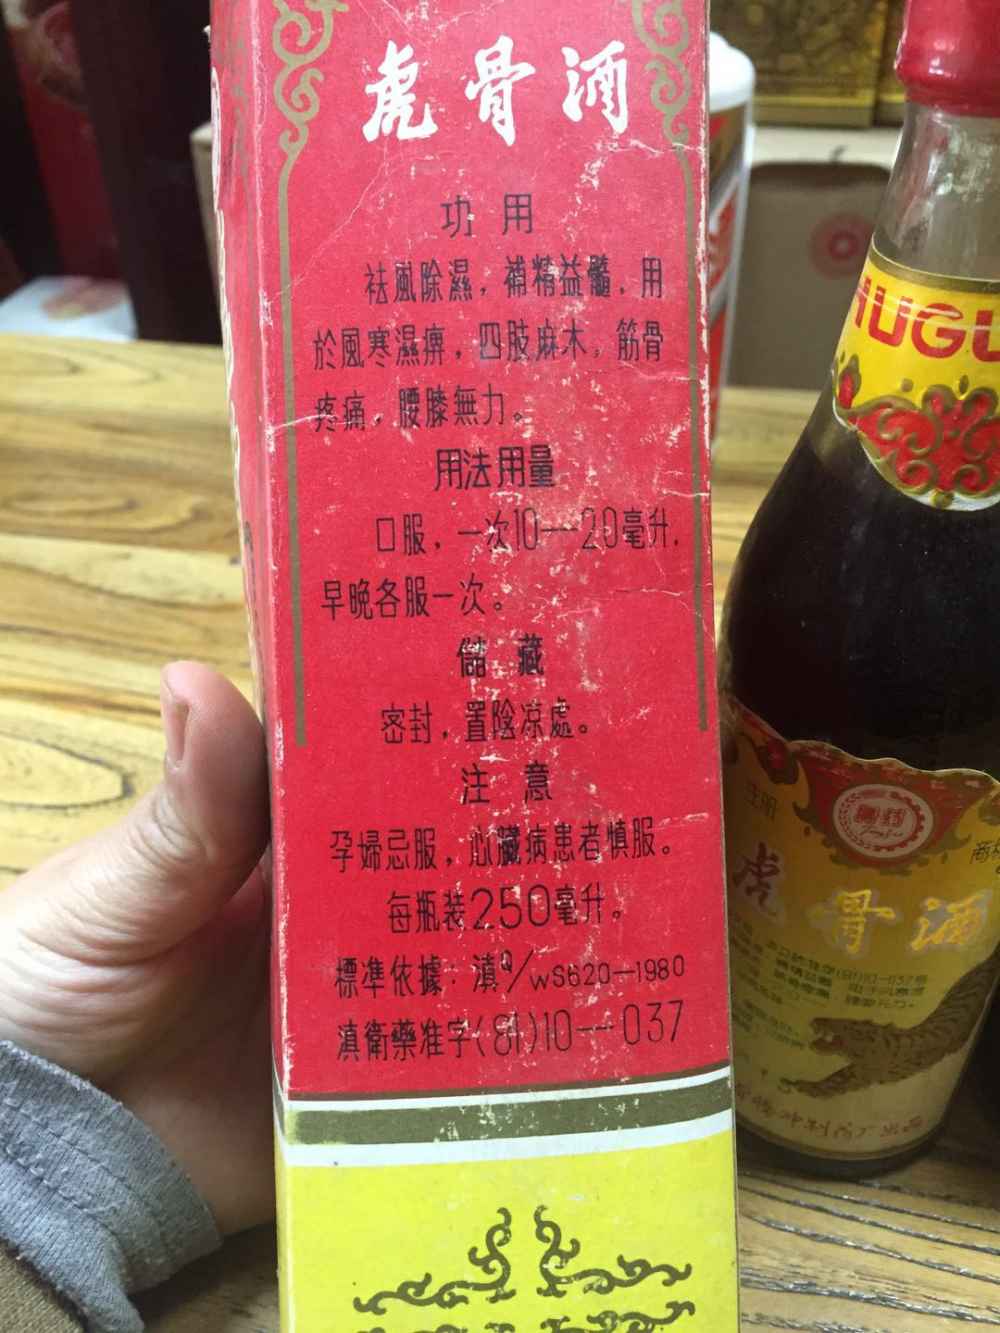 虎骨酒
功用
祛風除濕，補精益髓，用
於風寒濕痹，四肢麻木，筋骨
疼痛，腰膝無力。
用法用量
口服，一次10—20毫升，
早晚各服一次。
儲藏
密封，置陰凉處。
注意
孕婦忌服，心臟病患者慎服。
每瓶装250毫升。
標準依據：滇Q/WS620—1980
滇衛藥准字(81)10—037
HUGU
虎骨酒